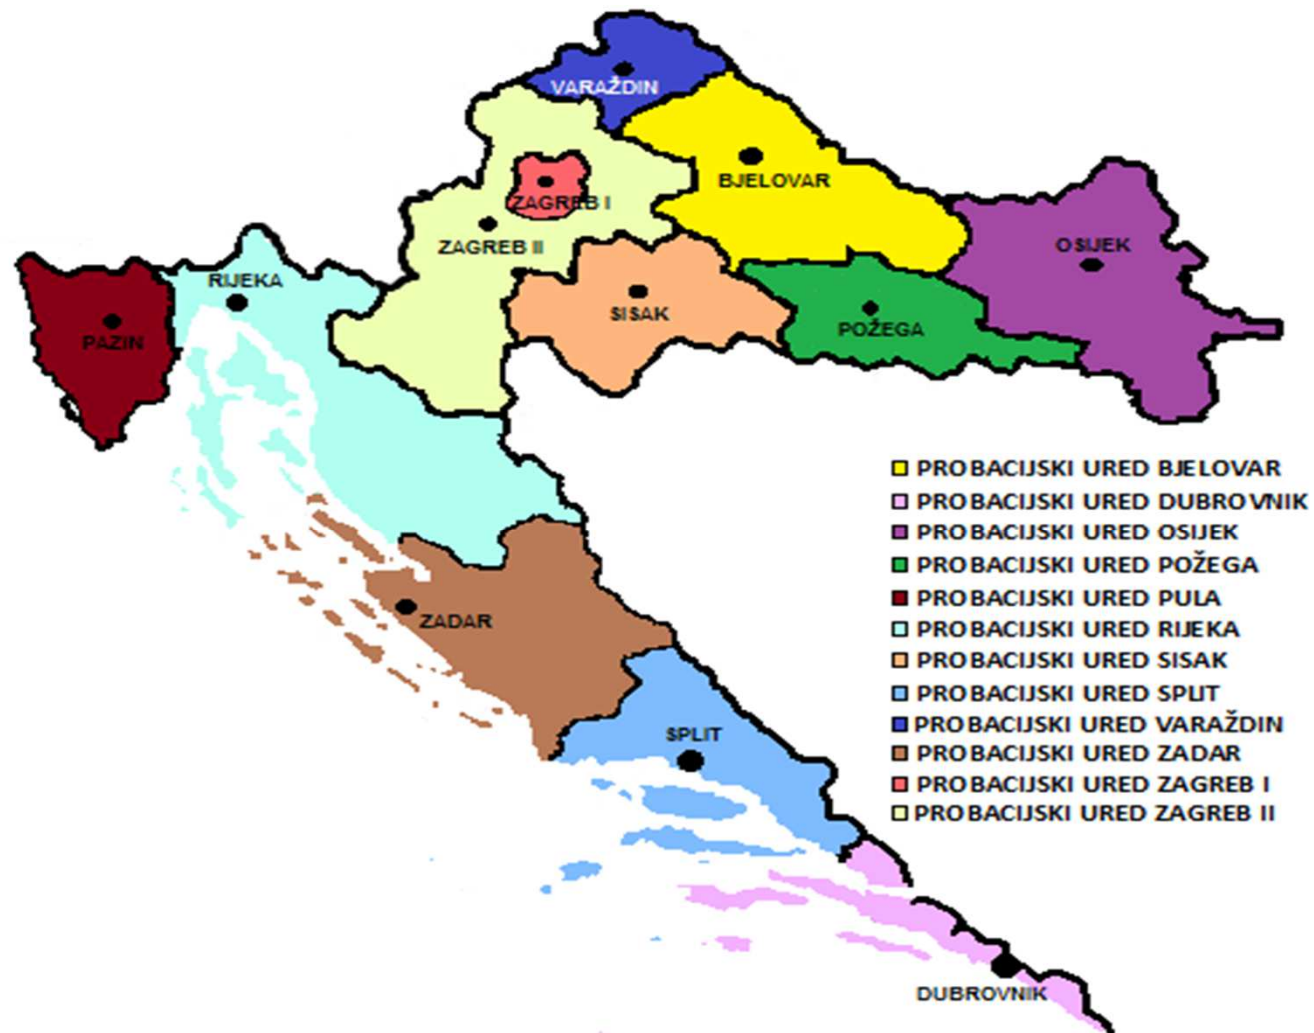 VARAŽDIN
BJELOVAR
ZAGREB I
ZAGREB II
OSIJEK
RIJEKA
SISAK
POŽEGA
PAZIN
ZADAR
SPLIT
DUBROVNIK
PROBACIJSKI URED BJELOVAR
PROBACIJSKI URED DUBROVNIK
PROBACIJSKI URED OSIJEK
PROBACIJSKI URED POŽEGA
PROBACIJSKI URED PULA
PROBACIJSKI URED RIJEKA
PROBACIJSKI URED SISAK
PROBACIJSKI URED SPLIT
PROBACIJSKI URED VARAŽDIN
PROBACIJSKI URED ZADAR
PROBACIJSKI URED ZAGREB I
PROBACIJSKI URED ZAGREB II